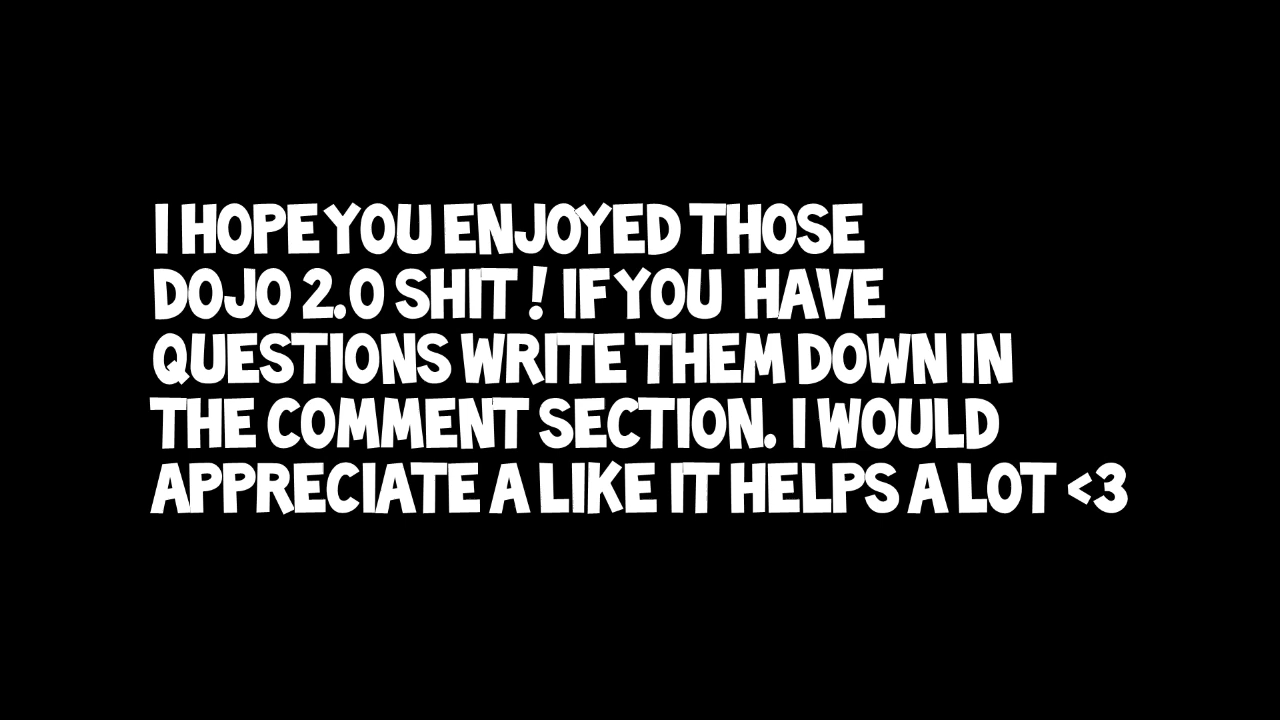 I HOPE YOU ENJOYED THOSE
DOJO 2.0 SHIT ! IF YOU HAVE
QUESTIONS WRITE THEM DOWN IN
THE COMMENT SECTION. I WOULD
APPRECIATE A LIKE IT HELPS A LOT <3